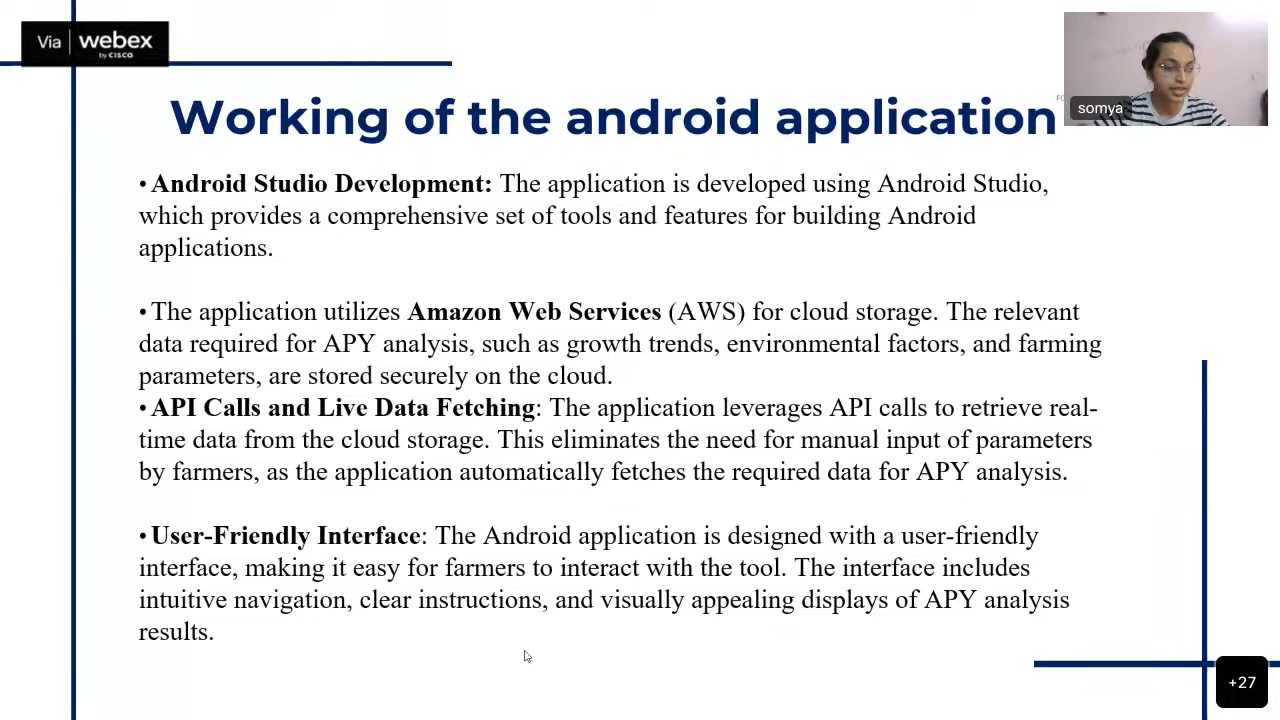 Via webex
by CISCO
Working of the android application
FO
somya
• Android Studio Development: The application is developed using Android Studio,
which provides a comprehensive set of tools and features for building Android
applications.
• The application utilizes Amazon Web Services (AWS) for cloud storage. The relevant
data required for APY analysis, such as growth trends, environmental factors, and farming
parameters, are stored securely on the cloud.
• API Calls and Live Data Fetching: The application leverages API calls to retrieve real-
time data from the cloud storage. This eliminates the need for manual input of parameters
by farmers, as the application automatically fetches the required data for APY analysis.
• User-Friendly Interface: The Android application is designed with a user-friendly
interface, making it easy for farmers to interact with the tool. The interface includes
intuitive navigation, clear instructions, and visually appealing displays of APY analysis
results.
+27